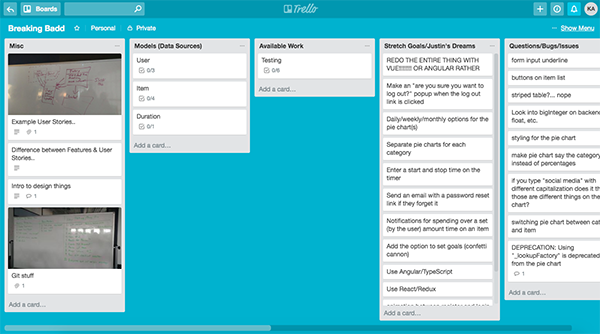 Boards
Trello
KA
Breaking Badd
Personal
Private
... Show Menu
Misc
Example User Stories..
1
Difference between Features & User
Stories..
Intro to design things
1
Git stuff
1
Add a card...
Models (Data Sources)
User
0/3
Item
0/4
Duration
0/1
Add a card...
Available Work
Testing
0/6
Add a card...
Stretch Goals/Justin's Dreams
REDO THE ENTIRE THING WITH
VUE!!!!!!! OR ANGULAR RATHER
Make an "are you sure you want to
log out?" popup when the log out
link is clicked
Daily/weekly/monthly options for the
pie chart(s)
Separate pie charts for each
category
Enter a start and stop time on the
timer
Send an email with a password reset
link if they forget it
Notifications for spending over a set
(by the user) amount time on an item
Add the option to set goals (confetti
cannon)
Use Angular/TypeScript
Use React/Redux
Add a card...
Questions/Bugs/Issues
form input underline
buttons on item list
striped table?... nope
Look into bigInteger on backend
float, etc.
styling for the pie chart
make pie chart say the category
instead of percentages
if you type "social media" with
different capitalization does it th
those are different things on the
chart?
switching pie chart between cat
and item
DEPRECATION: Using
"_lookupFactory" is deprecated
from the pie chart
1
Add a card...